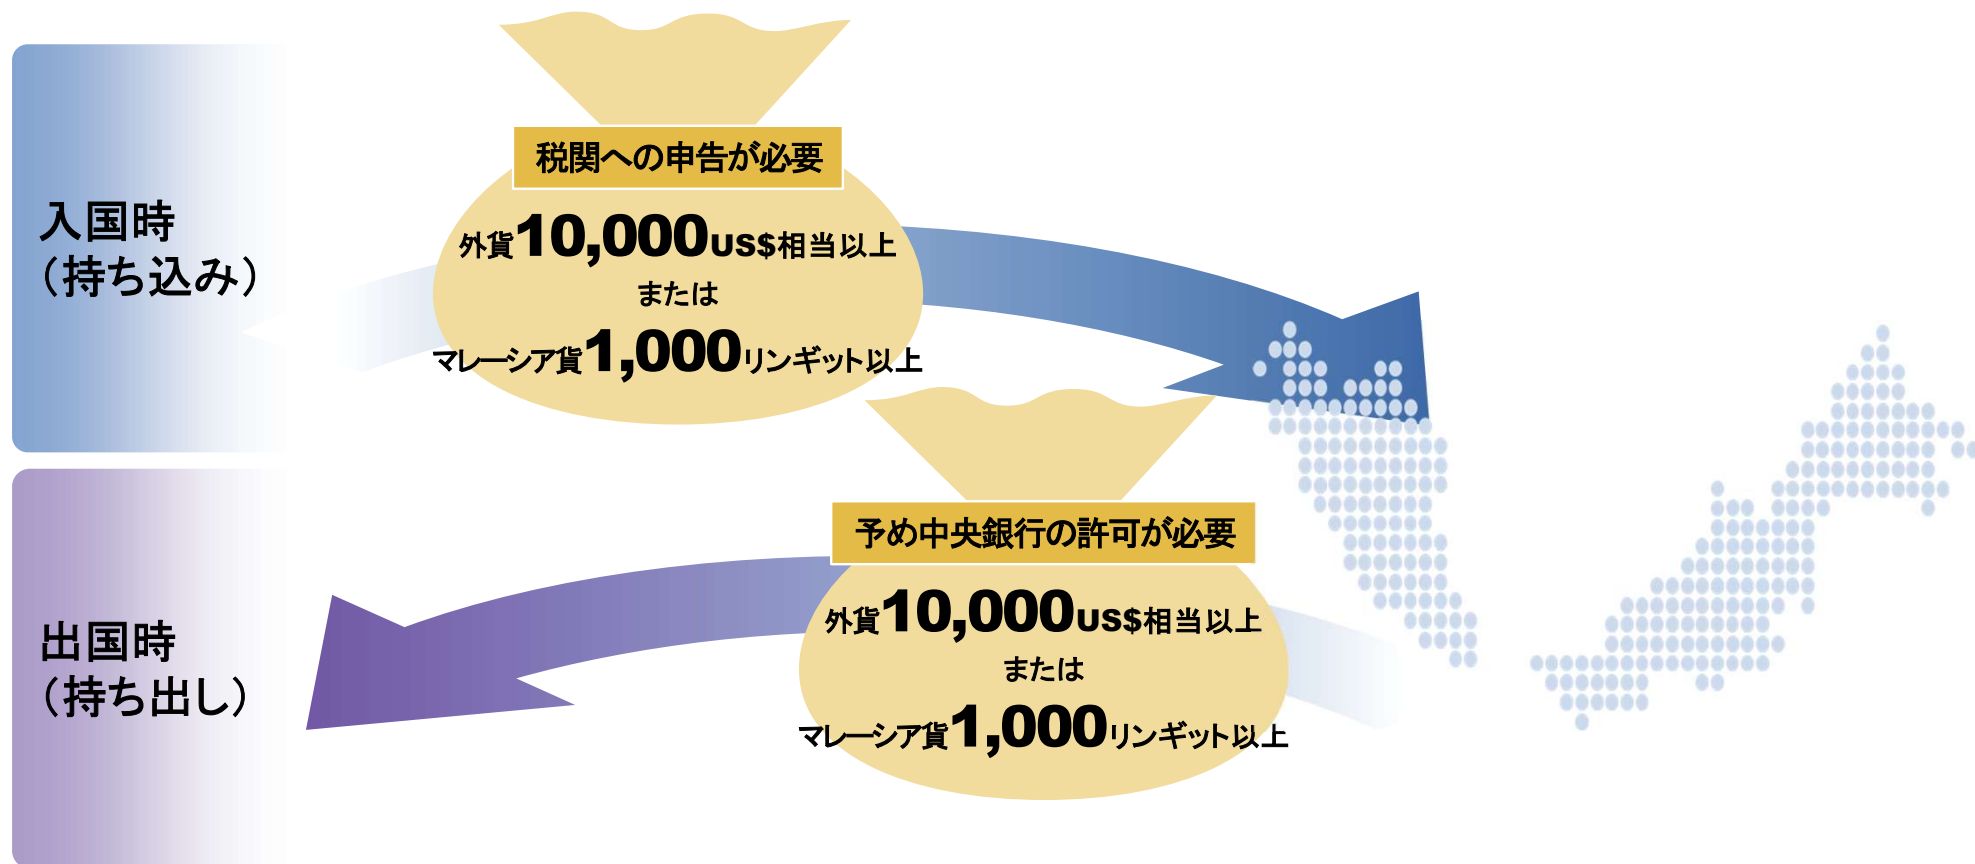 入国時
（持ち込み）
税関への申告が必要
外貨10,000US$相当以上
または
マレーシア貨1,000リンギット以上
出国時
（持ち出し）
予め中央銀行の許可が必要
外貨10,000US$相当以上
または
マレーシア貨1,000リンギット以上